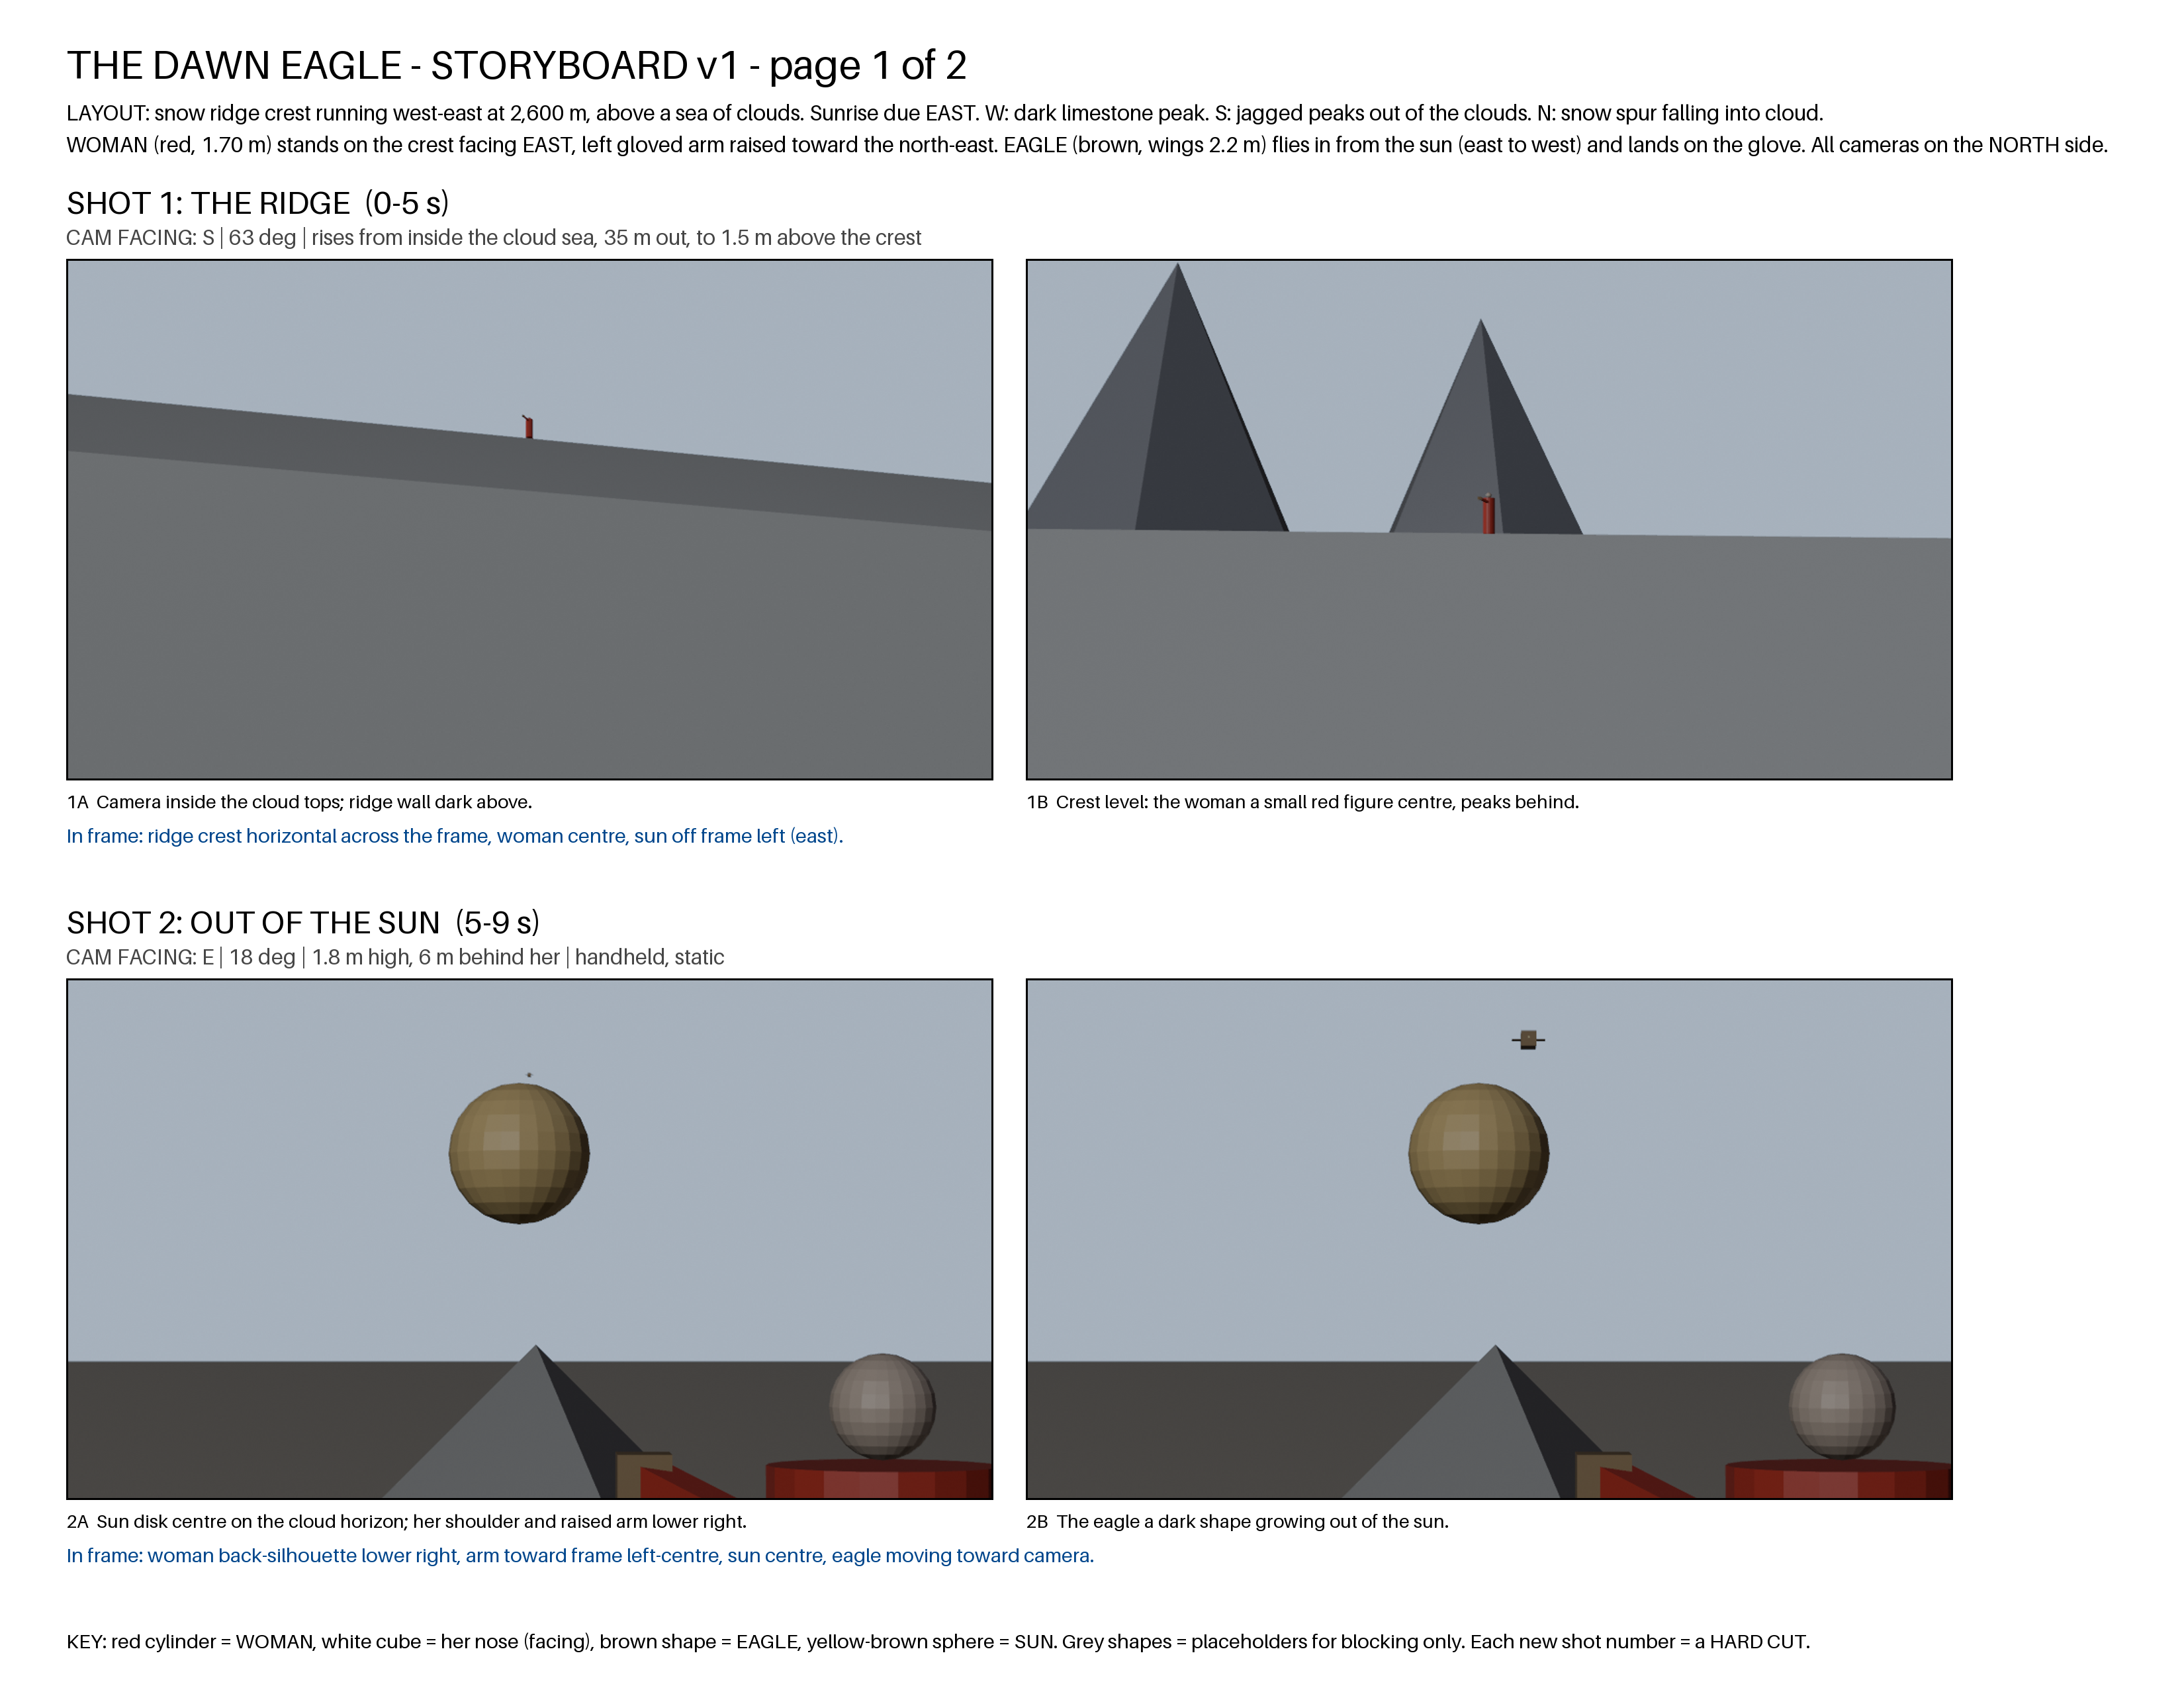 THE DAWN EAGLE - STORYBOARD v1 - page 1 of 2
LAYOUT: snow ridge crest running west-east at 2,600 m, above a sea of clouds. Sunrise due EAST. W: dark limestone peak. S: jagged peaks out of the clouds. N: snow spur falling into cloud.
WOMAN (red, 1.70 m) stands on the crest facing EAST, left gloved arm raised toward the north-east. EAGLE (brown, wings 2.2 m) flies in from the sun (east to west) and lands on the glove. All cameras on the NORTH side.
SHOT 1: THE RIDGE (0-5 s)
CAM FACING: S | 63 deg | rises from inside the cloud sea, 35 m out, to 1.5 m above the crest
1A Camera inside the cloud tops; ridge wall dark above.
1B Crest level: the woman a small red figure centre, peaks behind.
In frame: ridge crest horizontal across the frame, woman centre, sun off frame left (east).
SHOT 2: OUT OF THE SUN (5-9 s)
CAM FACING: E | 18 deg | 1.8 m high, 6 m behind her | handheld, static
2A Sun disk centre on the cloud horizon; her shoulder and raised arm lower right.
2B The eagle a dark shape growing out of the sun.
In frame: woman back-silhouette lower right, arm toward frame left-centre, sun centre, eagle moving toward camera.
KEY: red cylinder = WOMAN, white cube = her nose (facing), brown shape = EAGLE, yellow-brown sphere = SUN. Grey shapes = placeholders for blocking only. Each new shot number = a HARD CUT.